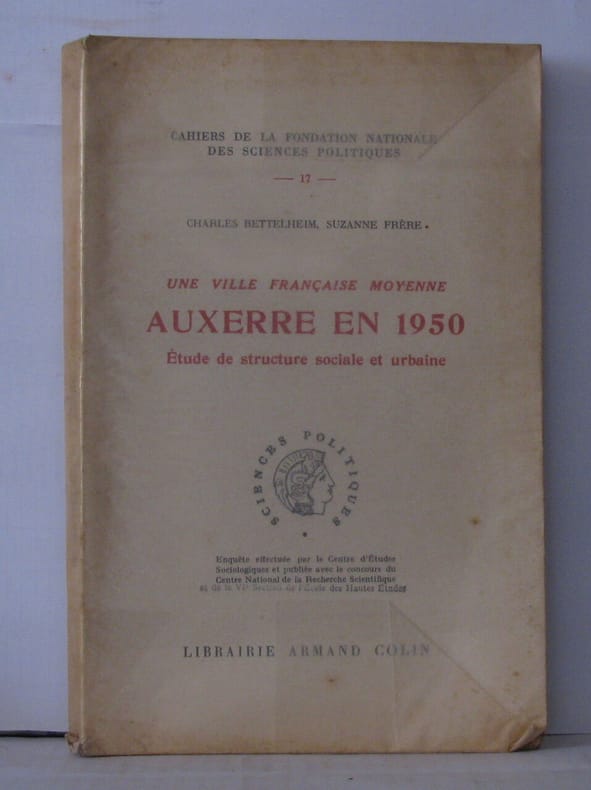 CAHIERS DE LA FONDATION NATIONALE
DES SCIENCES POLITIQUES
— 17 —
CHARLES BETTELHEIM, SUZANNE FRÈRE
UNE VILLE FRANÇAISE MOYENNE
AUXERRE EN 1950
Étude de structure sociale et urbaine
SCIENCES POLITIQUES
Enquête effectuée par le Centre d'Études
Sociologiques et publiée avec le concours du
Centre National de la Recherche Scientifique
et de la VIe Section de l'École des Hautes Études
LIBRAIRIE ARMAND COLIN